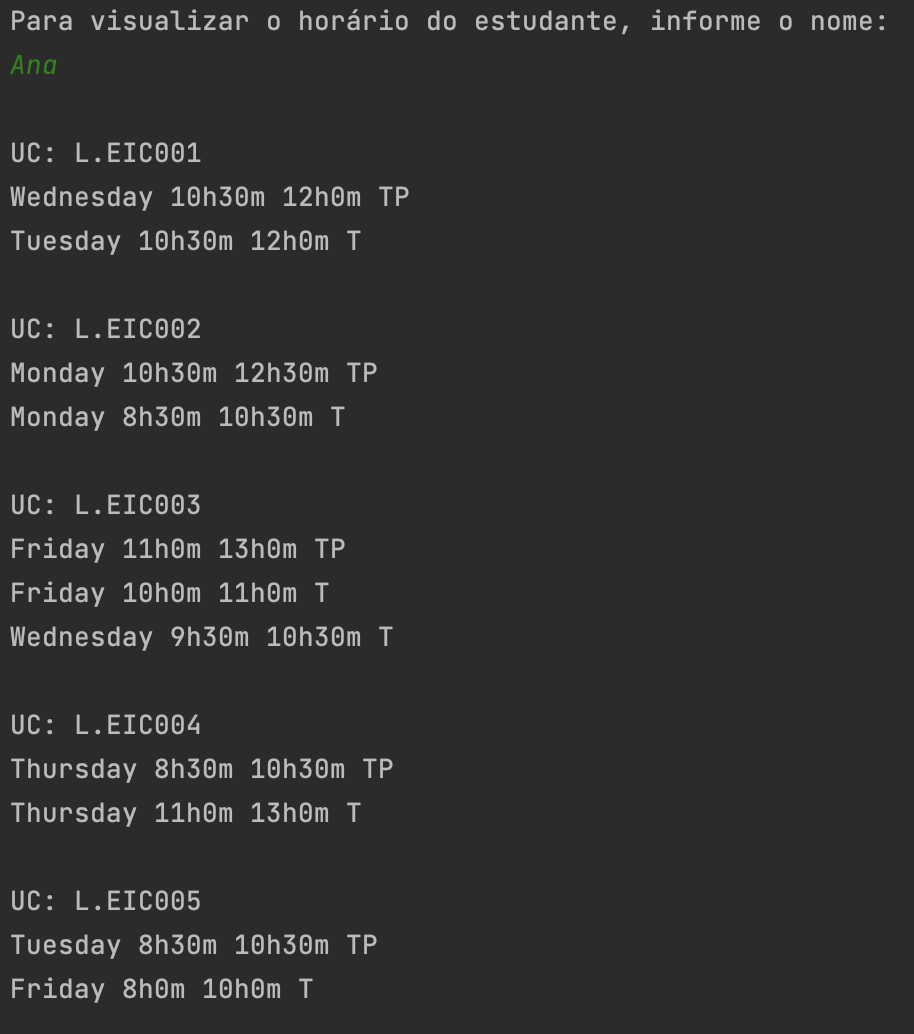 Para visualizar o horário do estudante, informe o nome:
Ana
UC: L.EIC001
Wednesday 10h30m 12h0m TP
Tuesday 10h30m 12h0m T
UC: L.EIC002
Monday 10h30m 12h30m TP
Monday 8h30m 10h30m T
UC: L.EIC003
Friday 11h0m 13h0m TP
Friday 10h0m 11h0m T
Wednesday 9h30m 10h30m T
UC: L.EIC004
Thursday 8h30m 10h30m TP
Thursday 11h0m 13h0m T
UC: L.EIC005
Tuesday 8h30m 10h30m TP
Friday 8h0m 10h0m T